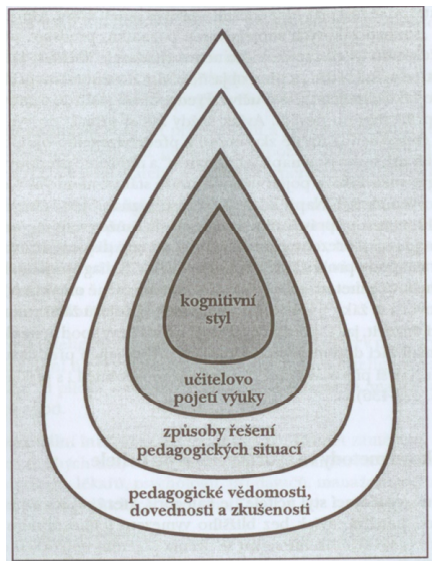 kognitivní
styl
učitelovo
pojetí výuky
způsoby řešení
pedagogických situací
pedagogické vědomosti,
dovednosti a zkušenosti